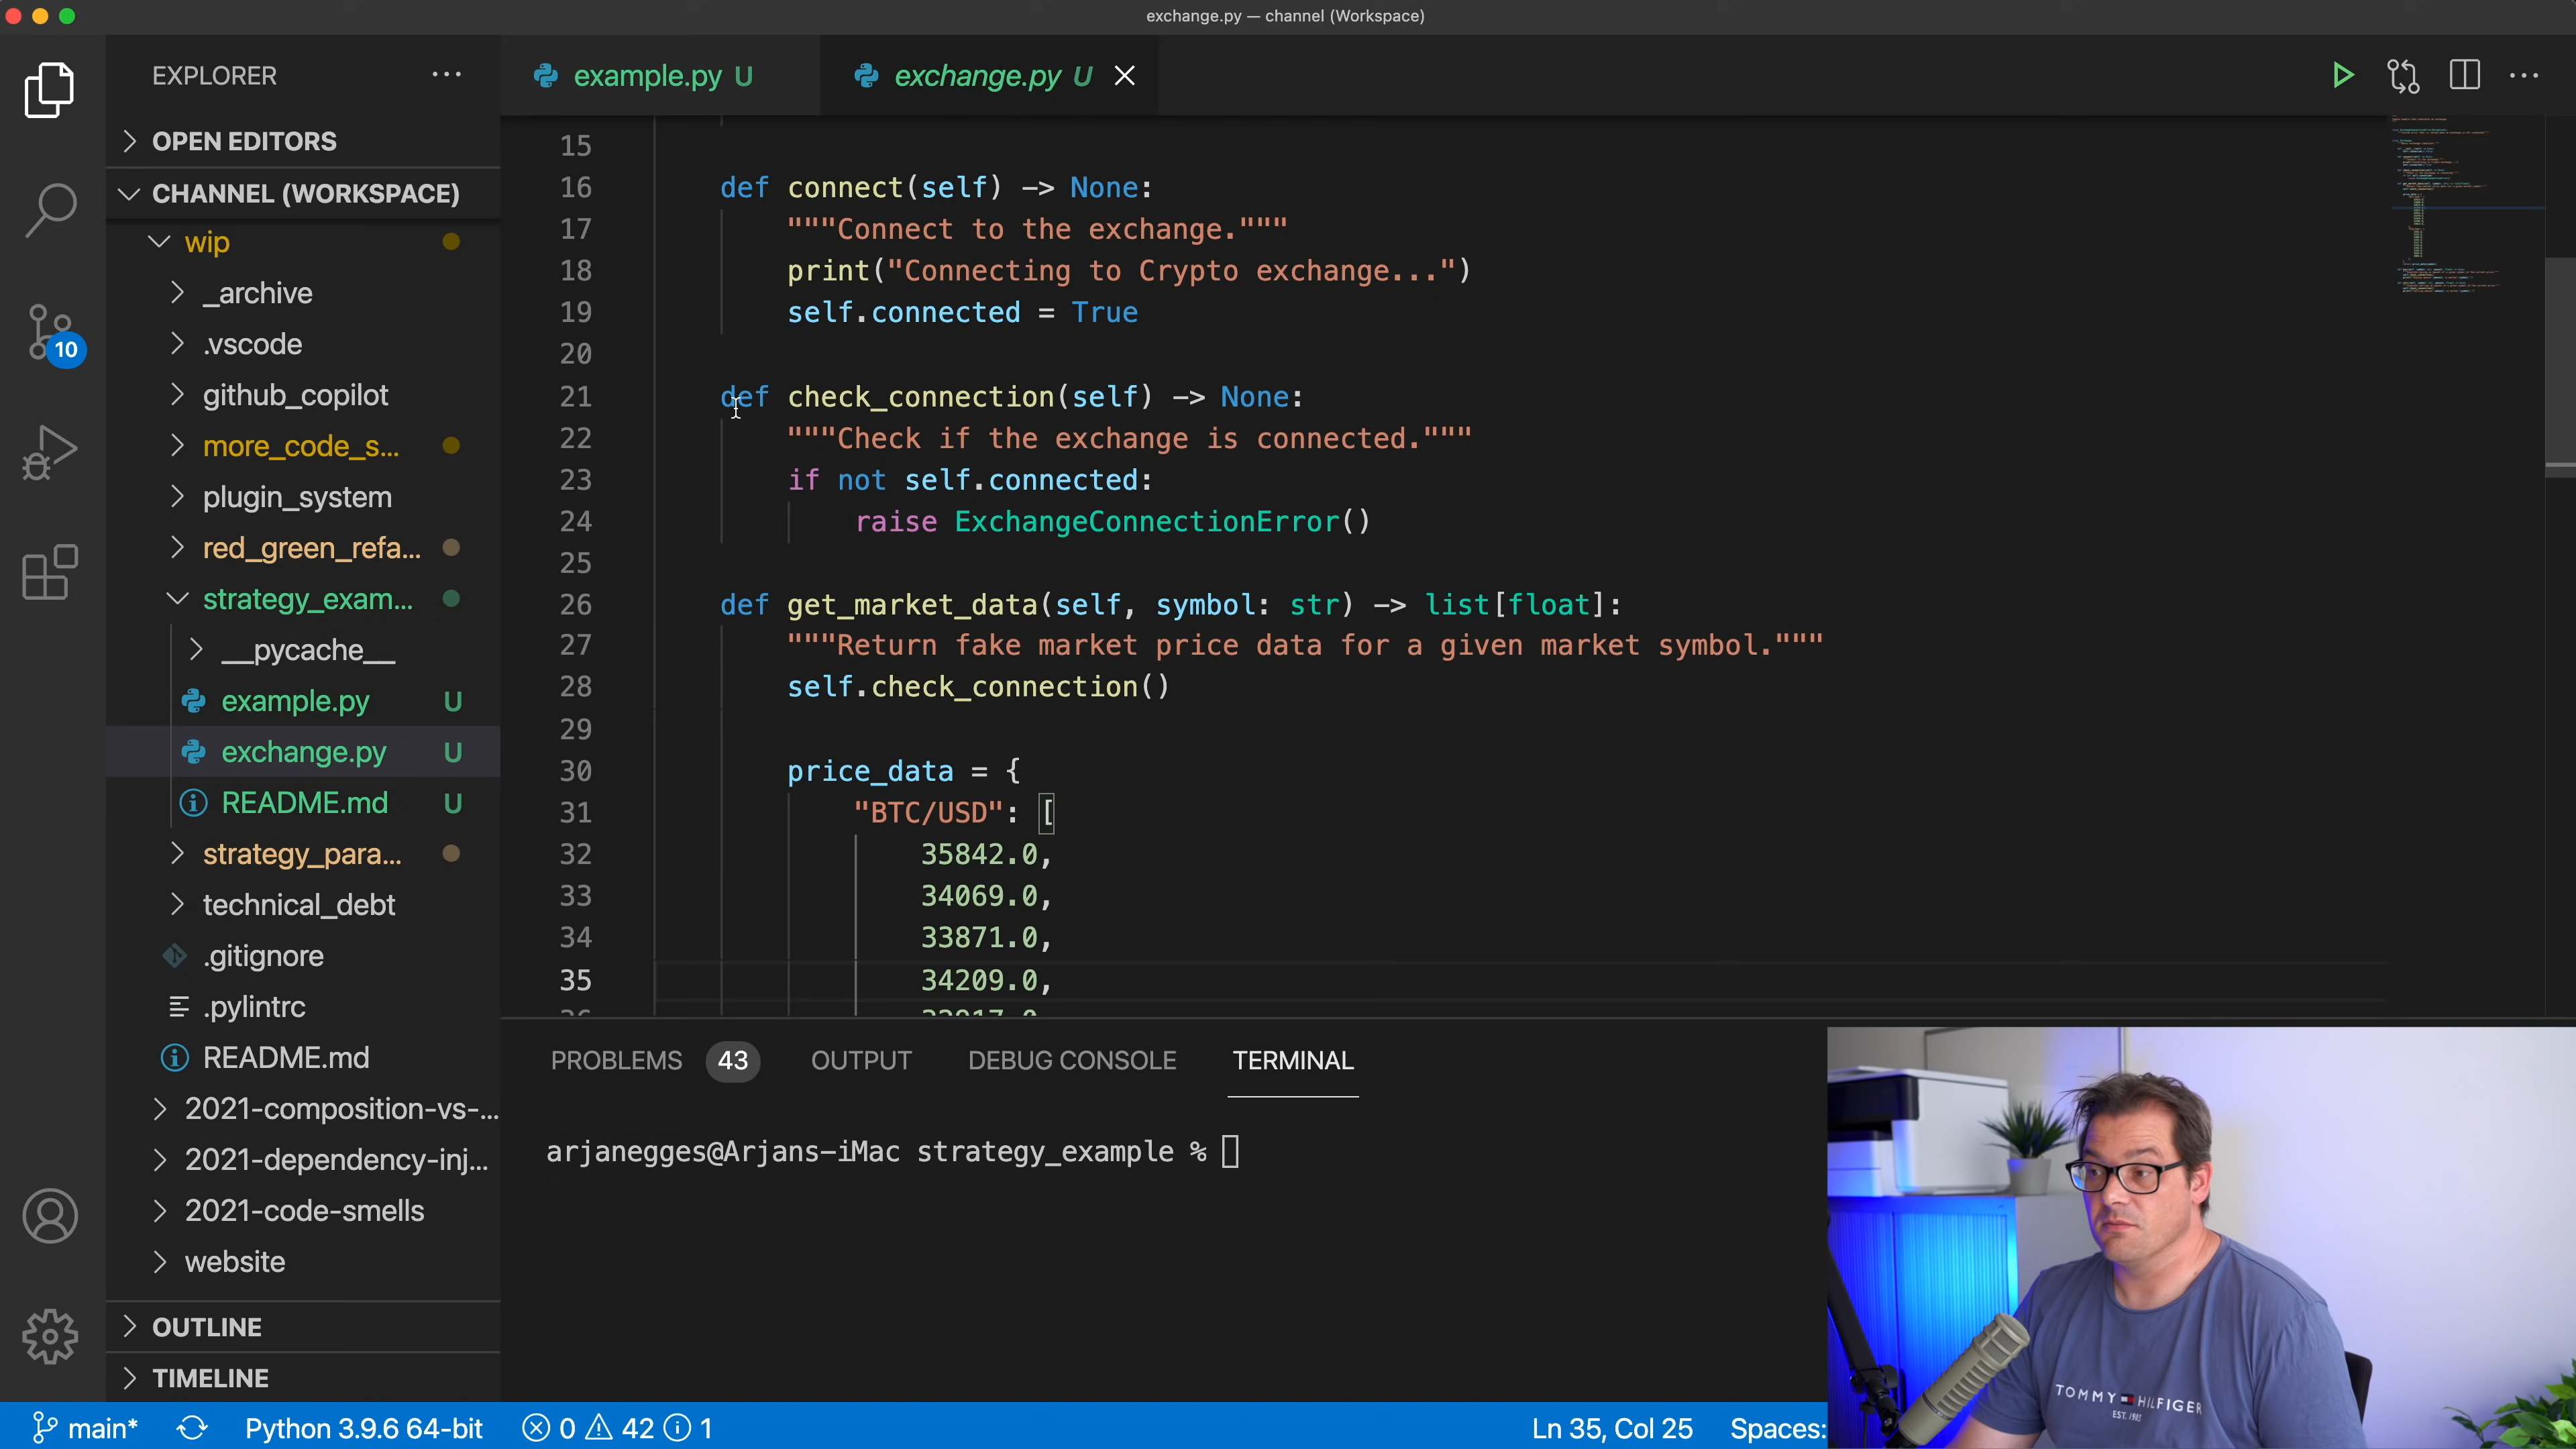 exchange.py — channel (Workspace)
EXPLORER
example.py U
exchange.py U
OPEN EDITORS
CHANNEL (WORKSPACE)
wip
_archive
.vscode
github_copilot
more_code_s...
plugin_system
red_green_refa...
strategy_exam...
__pycache__
example.py U
exchange.py U
README.md U
strategy_para...
technical_debt
.gitignore
.pylintrc
README.md
2021-composition-vs-...
2021-dependency-inj...
2021-code-smells
website
OUTLINE
TIMELINE
10
15
16 def connect(self) -> None:
17 """Connect to the exchange."""
18 print("Connecting to Crypto exchange...")
19 self.connected = True
20
21 def check_connection(self) -> None:
22 """Check if the exchange is connected."""
23 if not self.connected:
24 raise ExchangeConnectionError()
25
26 def get_market_data(self, symbol: str) -> list[float]:
27 """Return fake market price data for a given market symbol."""
28 self.check_connection()
29
30 price_data = {
31 "BTC/USD": [
32 35842.0,
33 34069.0,
34 33871.0,
35 34209.0,
PROBLEMS 43 OUTPUT DEBUG CONSOLE TERMINAL
arjanegges@Arjans-iMac strategy_example %
main* Python 3.9.6 64-bit 0 42 1 Ln 35, Col 25 Spaces:
TOMMY HILFIGER
EST. 1985